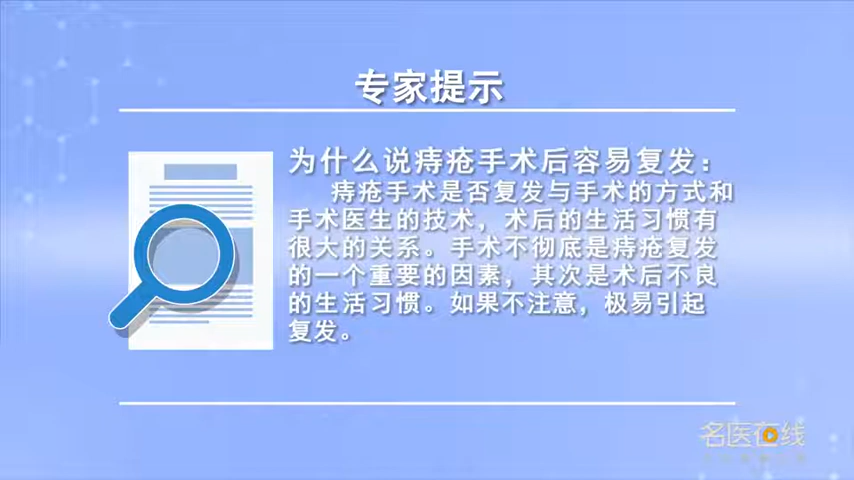 专家提示
为什么说痔疮手术后容易复发：
痔疮手术是否复发与手术的方式和
手术医生的技术，术后的生活习惯有
很大的关系。手术不彻底是痔疮复发
的一个重要的因素，其次是术后不良
的生活习惯。如果不注意，极易引起
复发。
名医在线